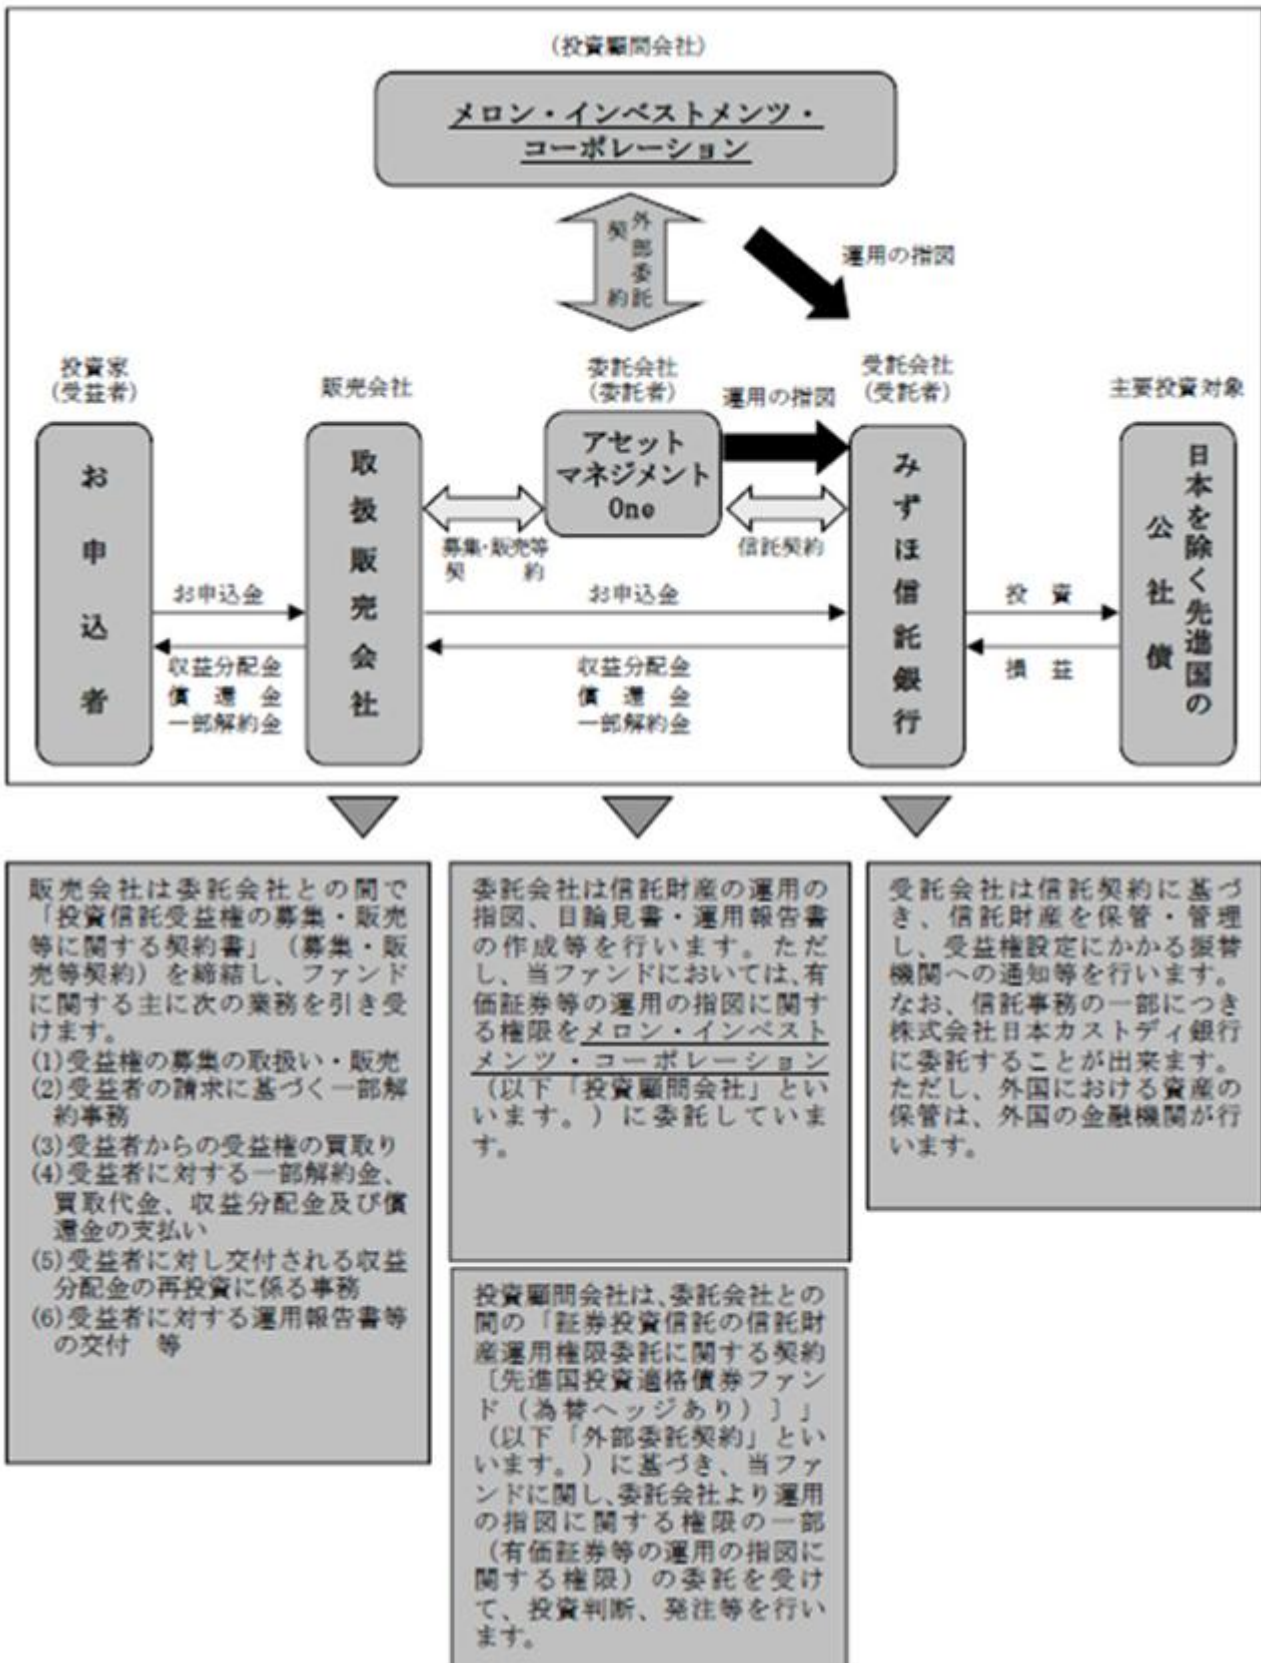 (投資顧問会社)
メロン・インベストメンツ・
コーポレーション
外部委託
契約
運用の指図
投資家
(受益者)
販売会社
委託会社
(委託者)
運用の指図
受託会社
(受託者)
主要投資対象
お申込者
取扱販売会社
アセット
マネジメント
One
みずほ信託銀行
日本を除く先進国の
公社債
募集・販売等
契約
信託契約
お申込金
お申込金
投資
収益分配金
償還金
一部解約金
収益分配金
償還金
一部解約金
損益
販売会社は委託会社との間で
「投資信託受益権の募集・販売
等に関する契約書」(募集・販
売等契約)を締結し、ファンド
に関する主に次の業務を引き受
けます。
(1)受益権の募集の取扱い・販売
(2)受益者の請求に基づく一部解
約事務
(3)受益者からの受益権の買取り
(4)受益者に対する一部解約金、
買取代金、収益分配金及び償
還金の支払い
(5)受益者に対し交付される収益
分配金の再投資に係る事務
(6)受益者に対する運用報告書等
の交付 等
委託会社は信託財産の運用の
指図、目論見書・運用報告書
の作成等を行います。ただ
し、当ファンドにおいては、有
価証券等の運用の指図に関す
る権限をメロン・インベスト
メンツ・コーポレーション
(以下「投資顧問会社」とい
います。)に委託していま
す。
受託会社は信託契約に基づ
き、信託財産を保管・管理
し、受益権設定にかかる振替
機関への通知等を行います。
なお、信託事務の一部につき
株式会社日本カストディ銀行
に委託することが出来ます。
ただし、外国における資産の
保管は、外国の金融機関が行
います。
投資顧問会社は、委託会社との
間の「証券投資信託の信託財
産運用権限委託に関する契約
〔先進国投資適格債券ファン
ド(為替ヘッジあり)〕」
(以下「外部委託契約」とい
います。)に基づき、当ファ
ンドに関し、委託会社より運用
の指図に関する権限の一部
(有価証券等の運用の指図に
関する権限)の委託を受け
て、投資判断、発注等を行い
ます。